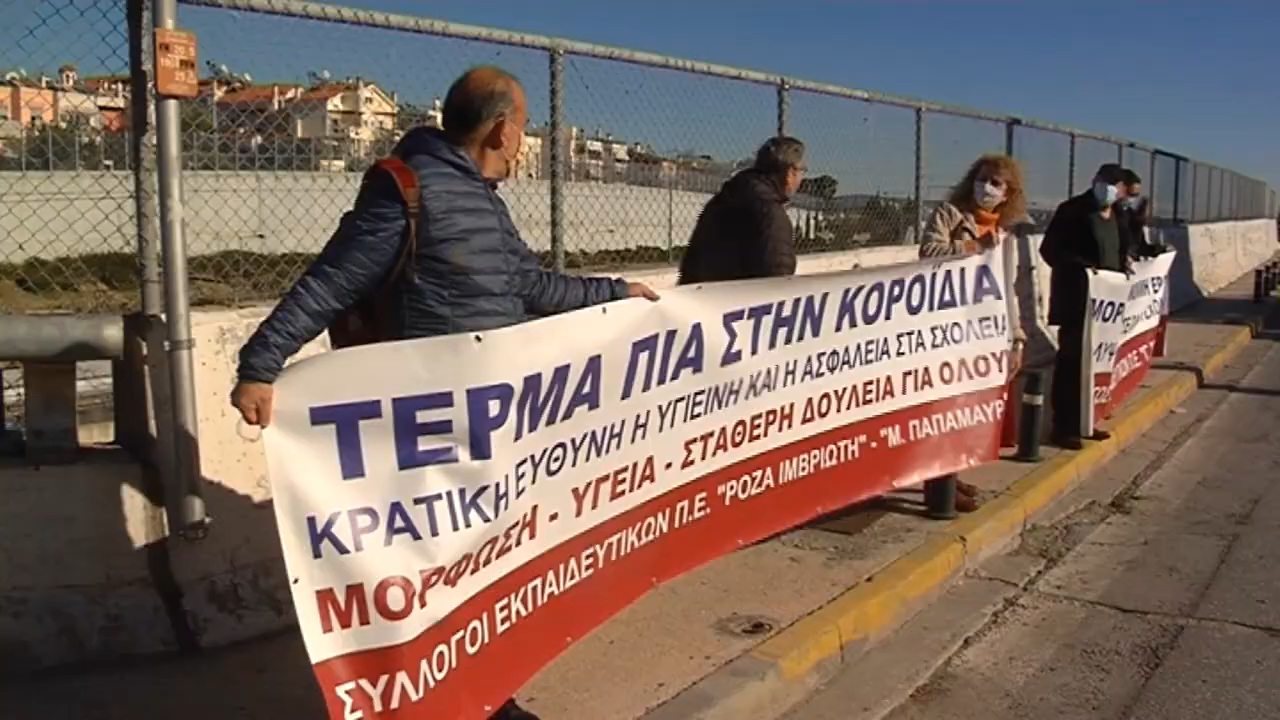 ΤΕΡΜΑ ΠΙΑ ΣΤΗΝ ΚΟΡΟΪΔΙΑ
ΚΡΑΤΙΚΗ ΕΥΘΥΝΗ Η ΥΓΙΕΙΝΗ ΚΑΙ Η ΑΣΦΑΛΕΙΑ ΣΤΑ ΣΧΟΛΕΙΑ
ΜΟΡΦΩΣΗ - ΥΓΕΙΑ - ΣΤΑΘΕΡΗ ΔΟΥΛΕΙΑ ΓΙΑ ΟΛΟΥ
ΣΥΛΛΟΓΟΙ ΕΚΠΑΙΔΕΥΤΙΚΩΝ Π.Ε. "ΡΟΖΑ ΙΜΒΡΙΩΤΗ" - "Μ. ΠΑΠΑΜΑΥΡ
ΜΟΡ